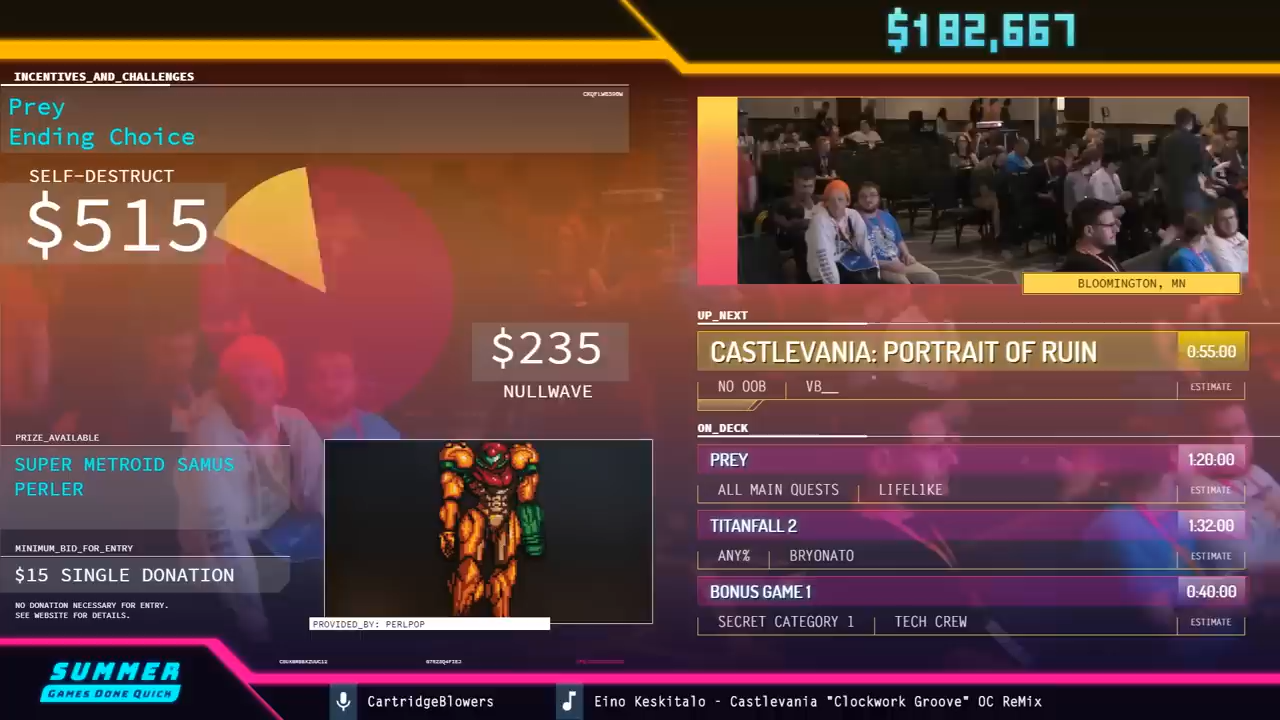 $182,667
INCENTIVES_AND_CHALLENGES
Prey
Ending Choice
SELF-DESTRUCT
$515
$235
NULLWAVE
PRIZE_AVAILABLE
SUPER METROID SAMUS
PERLER
MINIMUM_BID_FOR_ENTRY
$15 SINGLE DONATION
NO DONATION NECESSARY FOR ENTRY.
SEE WEBSITE FOR DETAILS.
PROVIDED_BY: PERLPOP
BLOOMINGTON, MN
UP_NEXT
CASTLEVANIA: PORTRAIT OF RUIN 0:55:00
NO OOB VB__ ESTIMATE
ON_DECK
PREY 1:20:00
ALL MAIN QUESTS LIFEL1KE ESTIMATE
TITANFALL 2 1:32:00
ANY% BRYONATO ESTIMATE
BONUS GAME 1 0:40:00
SECRET CATEGORY 1 TECH CREW ESTIMATE
SUMMER
GAMES DONE QUICK
CartridgeBlowers
Eino Keskitalo - Castlevania "Clockwork Groove" OC ReMix